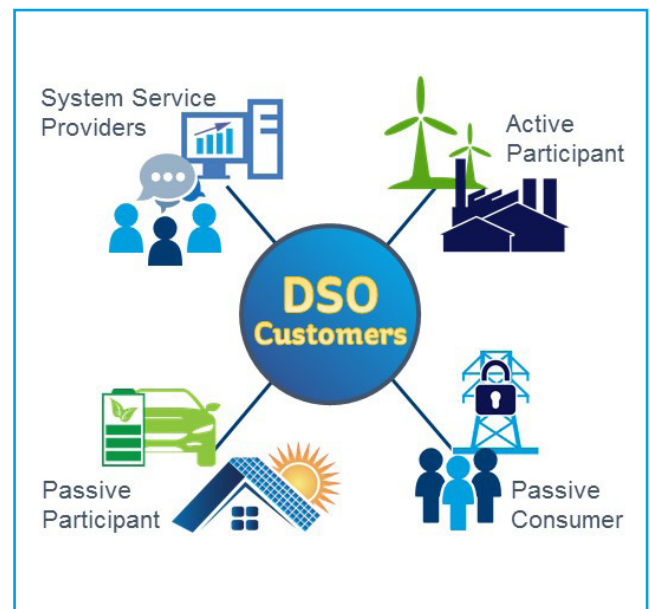 System Service
Providers
Active
Participant
DSO
Customers
Passive
Participant
Passive
Consumer